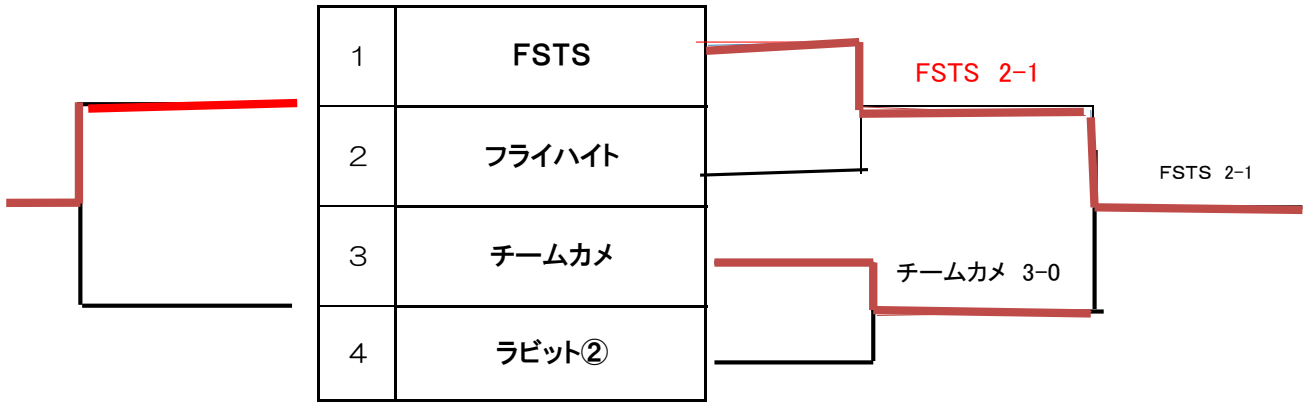 1 FSTS
2 フライハイト
3 チームカメ
4 ラビット②
FSTS 2-1
チームカメ 3-0
FSTS 2-1